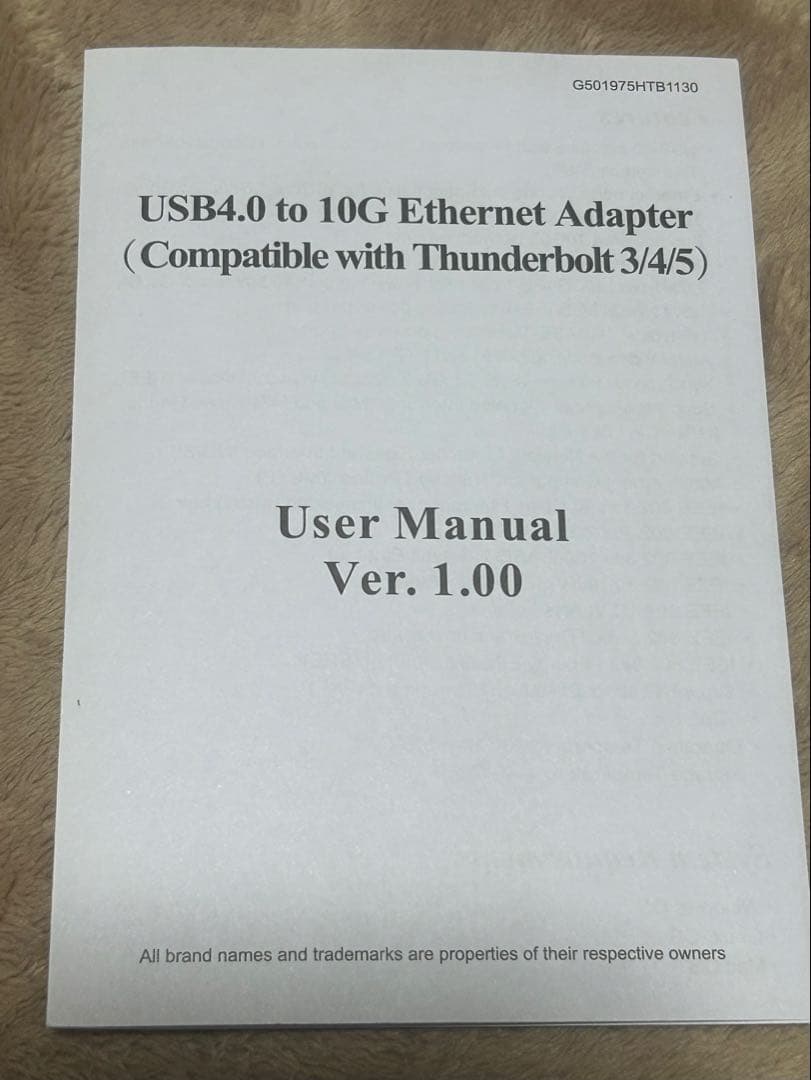 G501975HTB1130
USB4.0 to 10G Ethernet Adapter
(Compatible with Thunderbolt 3/4/5)
User Manual
Ver. 1.00
All brand names and trademarks are properties of their respective owners